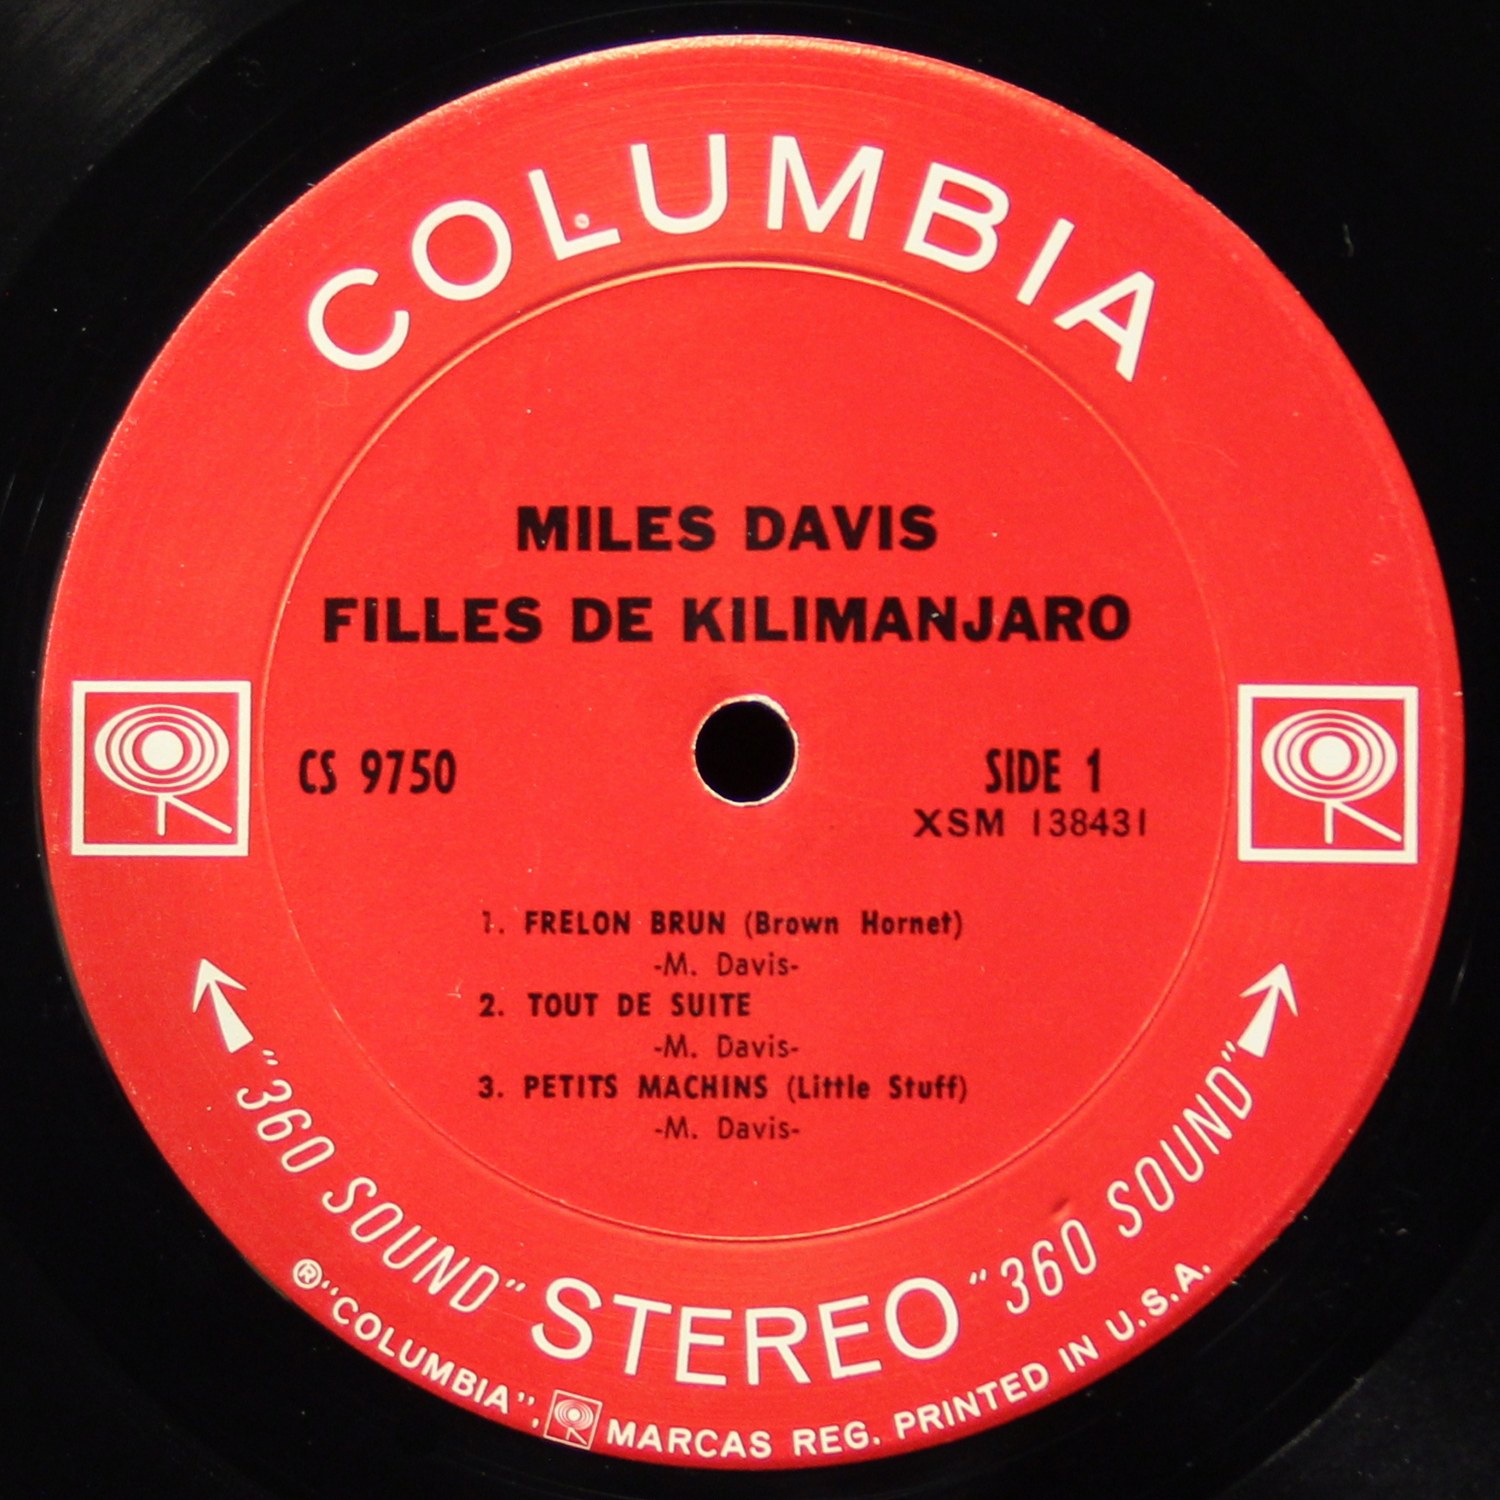 COLUMBIA
MILES DAVIS
FILLES DE KILIMANJARO
CS 9750
SIDE 1
XSM 138431
1. FRELON BRUN (Brown Hornet)
-M. Davis-
2. TOUT DE SUITE
-M. Davis-
3. PETITS MACHINS (Little Stuff)
-M. Davis-
"360 SOUND" STEREO "360 SOUND"
®"COLUMBIA", MARCAS REG. PRINTED IN U.S.A.